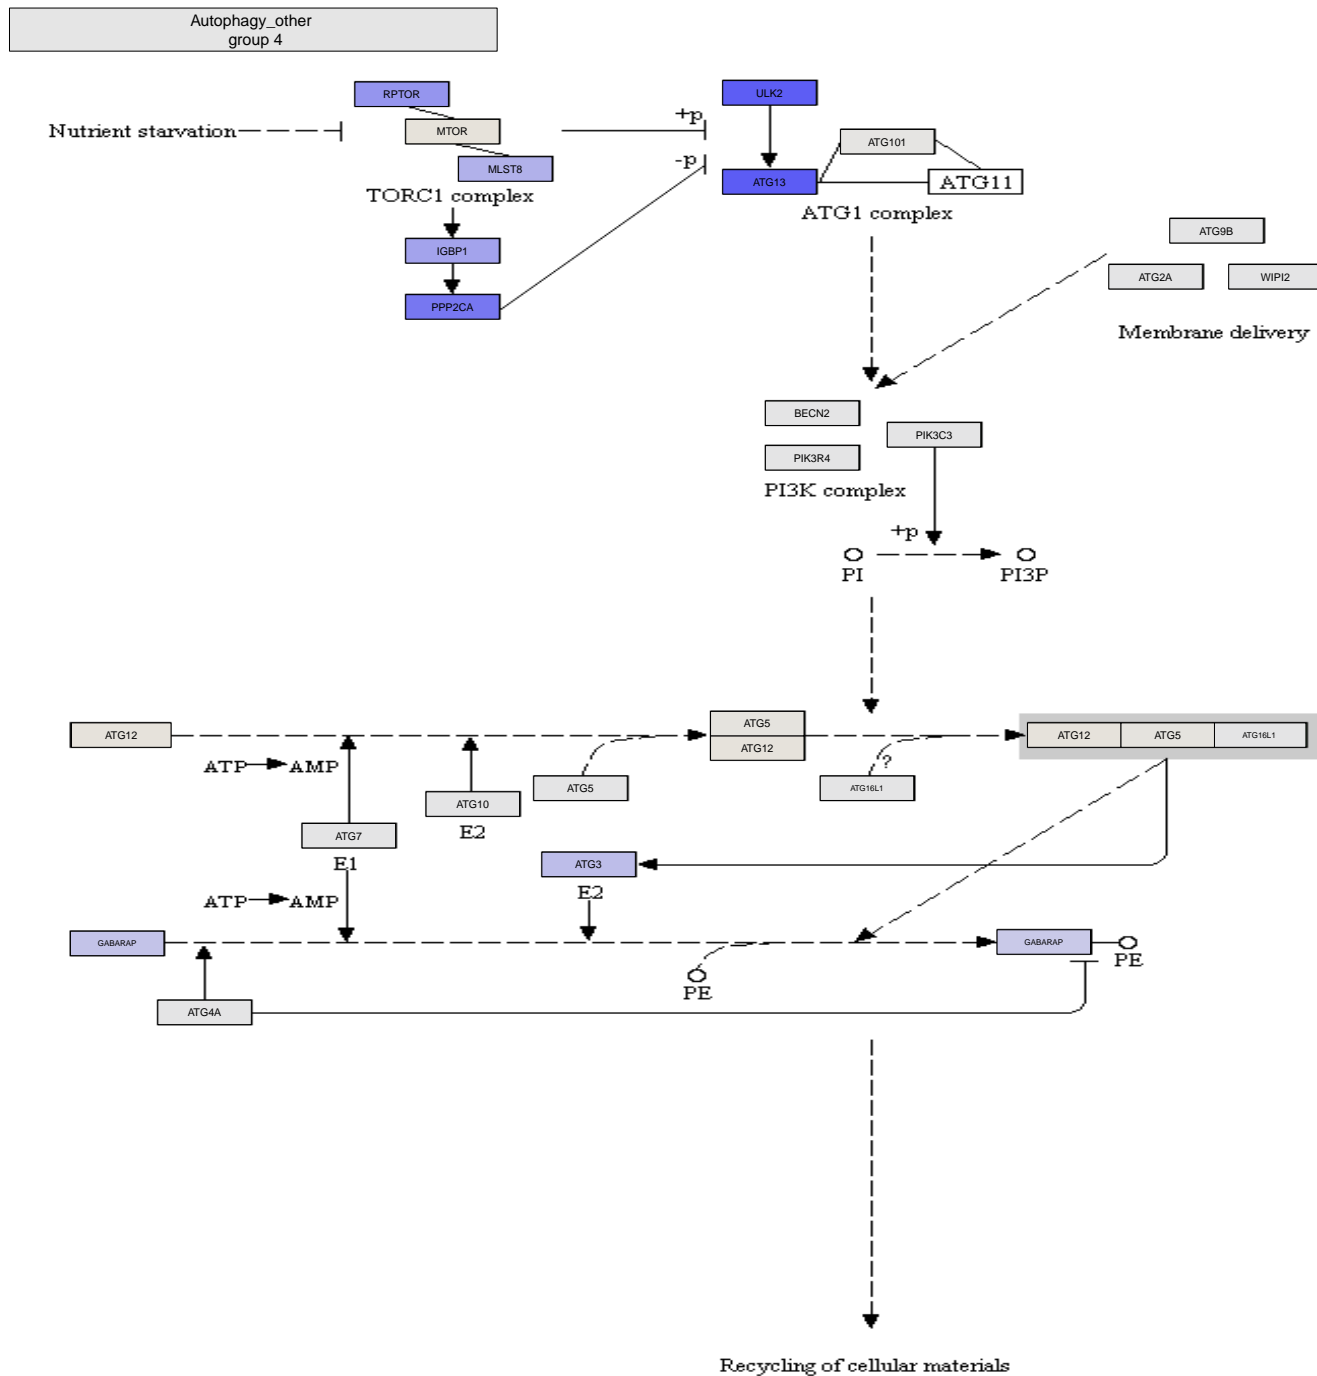 Autophagy_other
group 4
RPTOR
ULK2
+p
Nutrient starvation
MTOR
ATG101
-p
MLST8
ATG13
ATG11
TORC1 complex
ATG1 complex
ATG9B
IGBP1
ATG2A
WIPI2
PPP2CA
Membrane delivery
BECN2
PIK3C3
PIK3R4
PI3K complex
+p
PI
PI3P
ATG12
ATG5
ATG12
ATG12
ATG5
ATG16L1
?
ATP
AMP
ATG5
ATG16L1
ATG10
E2
ATG7
E1
ATG3
E2
ATP
AMP
GABARAP
GABARAP
PE
PE
ATG4A
Recycling of cellular materials